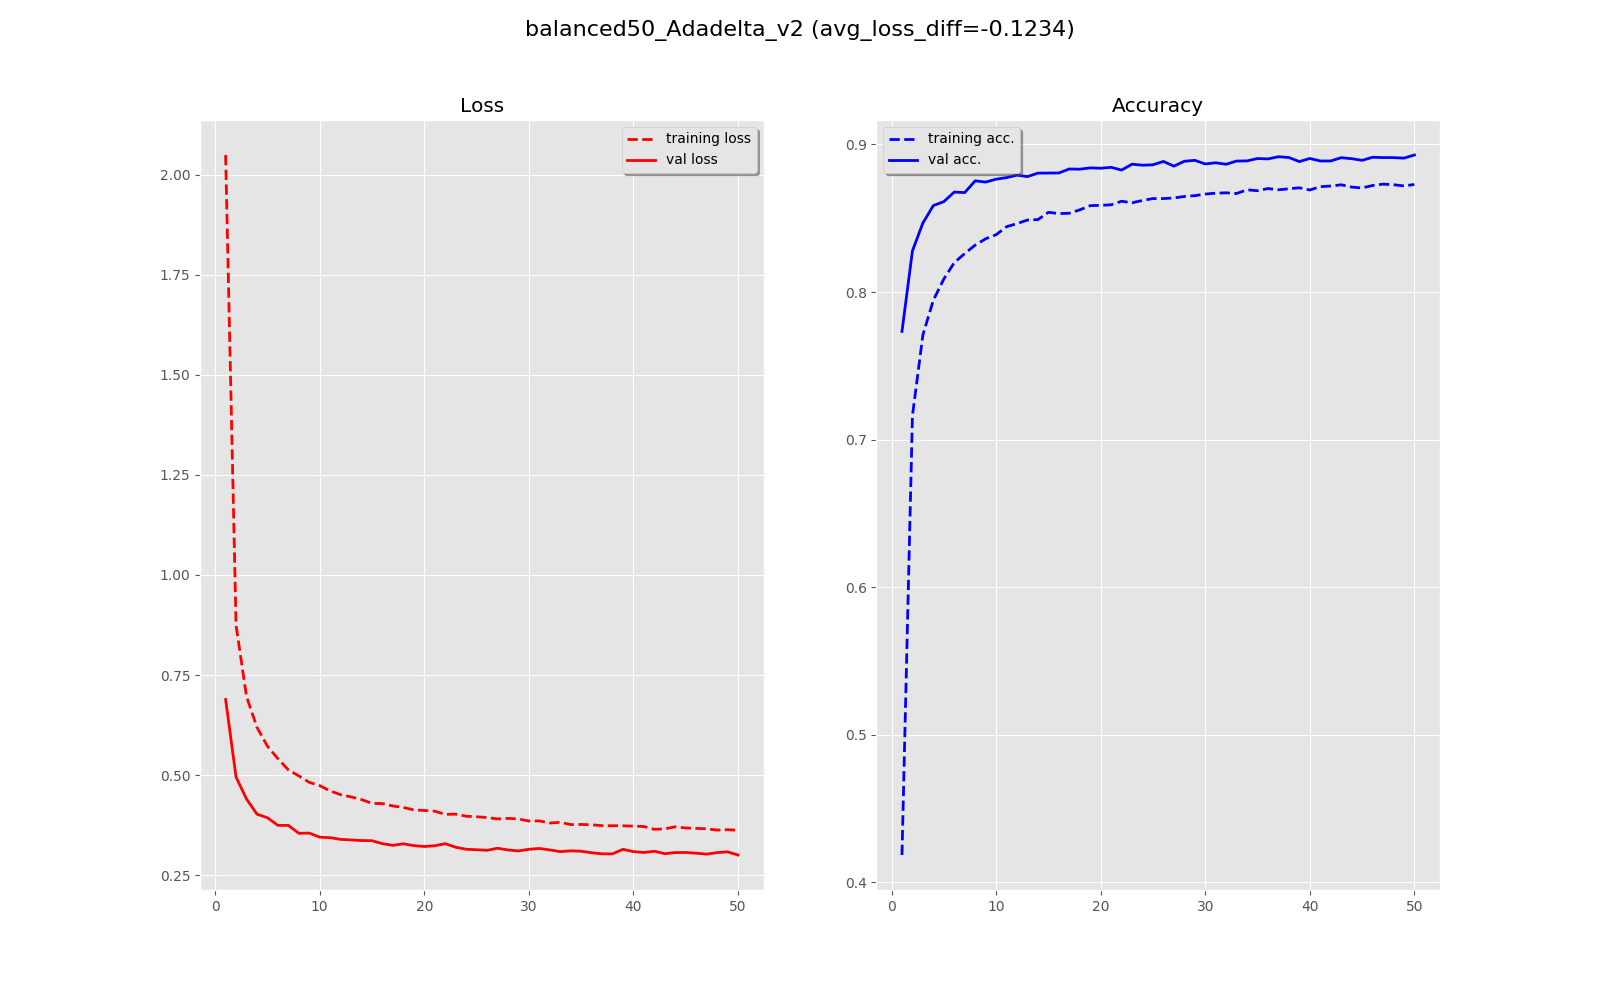 balanced50_Adadelta_v2 (avg_loss_diff=-0.1234)
Loss
training loss
val loss
2.00
1.75
1.50
1.25
1.00
0.75
0.50
0.25
0 10 20 30 40 50
Accuracy
training acc.
val acc.
0.9
0.8
0.7
0.6
0.5
0.4
0 10 20 30 40 50